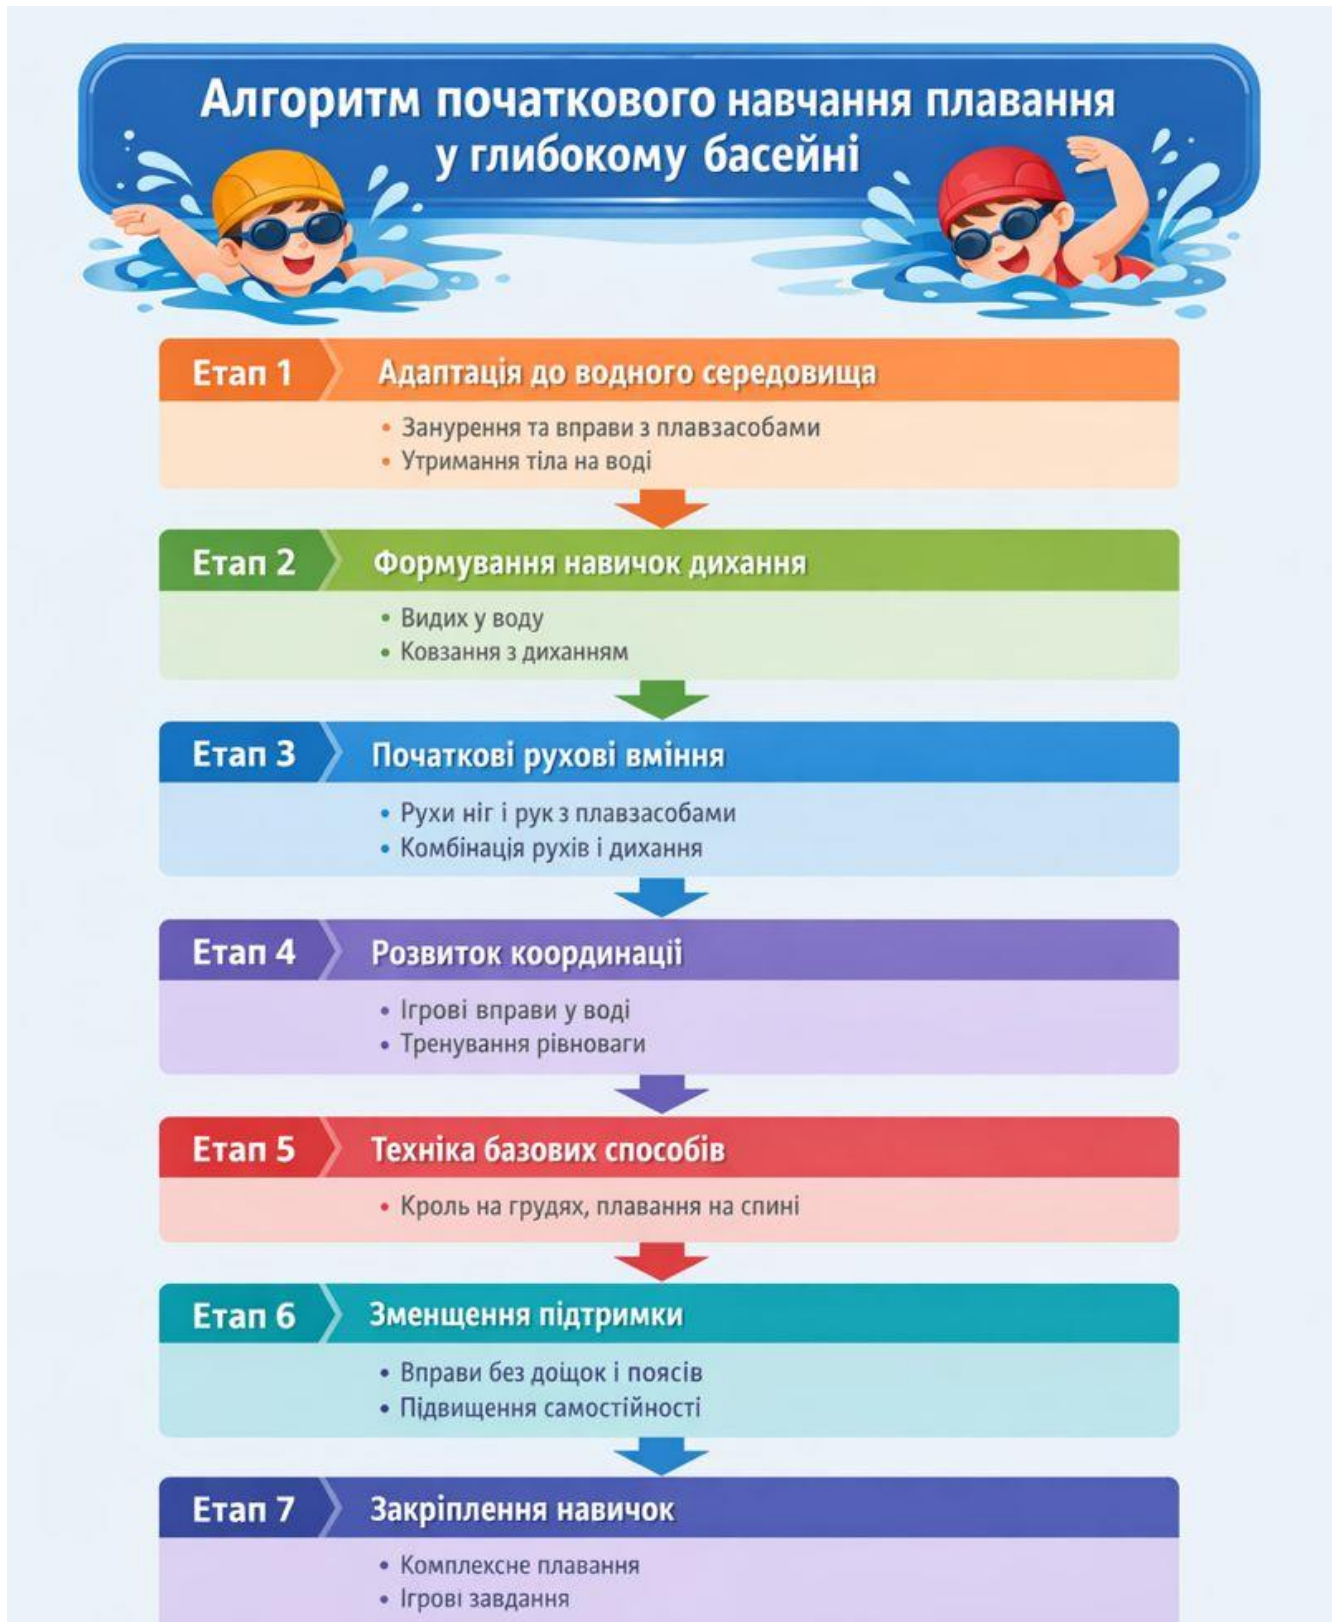 Алгоритм початкового навчання плавання
у глибокому басейні
Етап 1
Адаптація до водного середовища
• Занурення та вправи з плавзасобами
• Утримання тіла на воді
Етап 2
Формування навичок дихання
• Видих у воду
• Ковзання з диханням
Етап 3
Початкові рухові вміння
• Рухи ніг і рук з плавзасобами
• Комбінація рухів і дихання
Етап 4
Розвиток координації
• Ігрові вправи у воді
• Тренування рівноваги
Етап 5
Техніка базових способів
• Кроль на грудях, плавання на спині
Етап 6
Зменщення підтримки
• Вправи без дощок і поясів
• Підвищення самостійності
Етап 7
Закріплення навичок
• Комплексне плавання
• Ігрові завдання